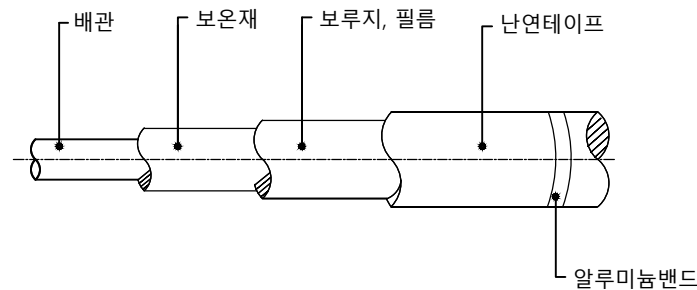 배관
보온재
보루지, 필름
난연테이프
알루미늄밴드